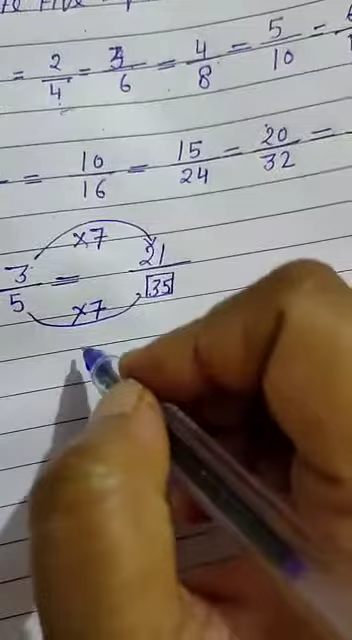 = 2/4 = 3/6 = 4/8 = 5/10 =
= 10/16 = 15/24 = 20/32 =
×7
3/5 = 21/35
×7